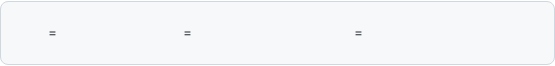 = = =